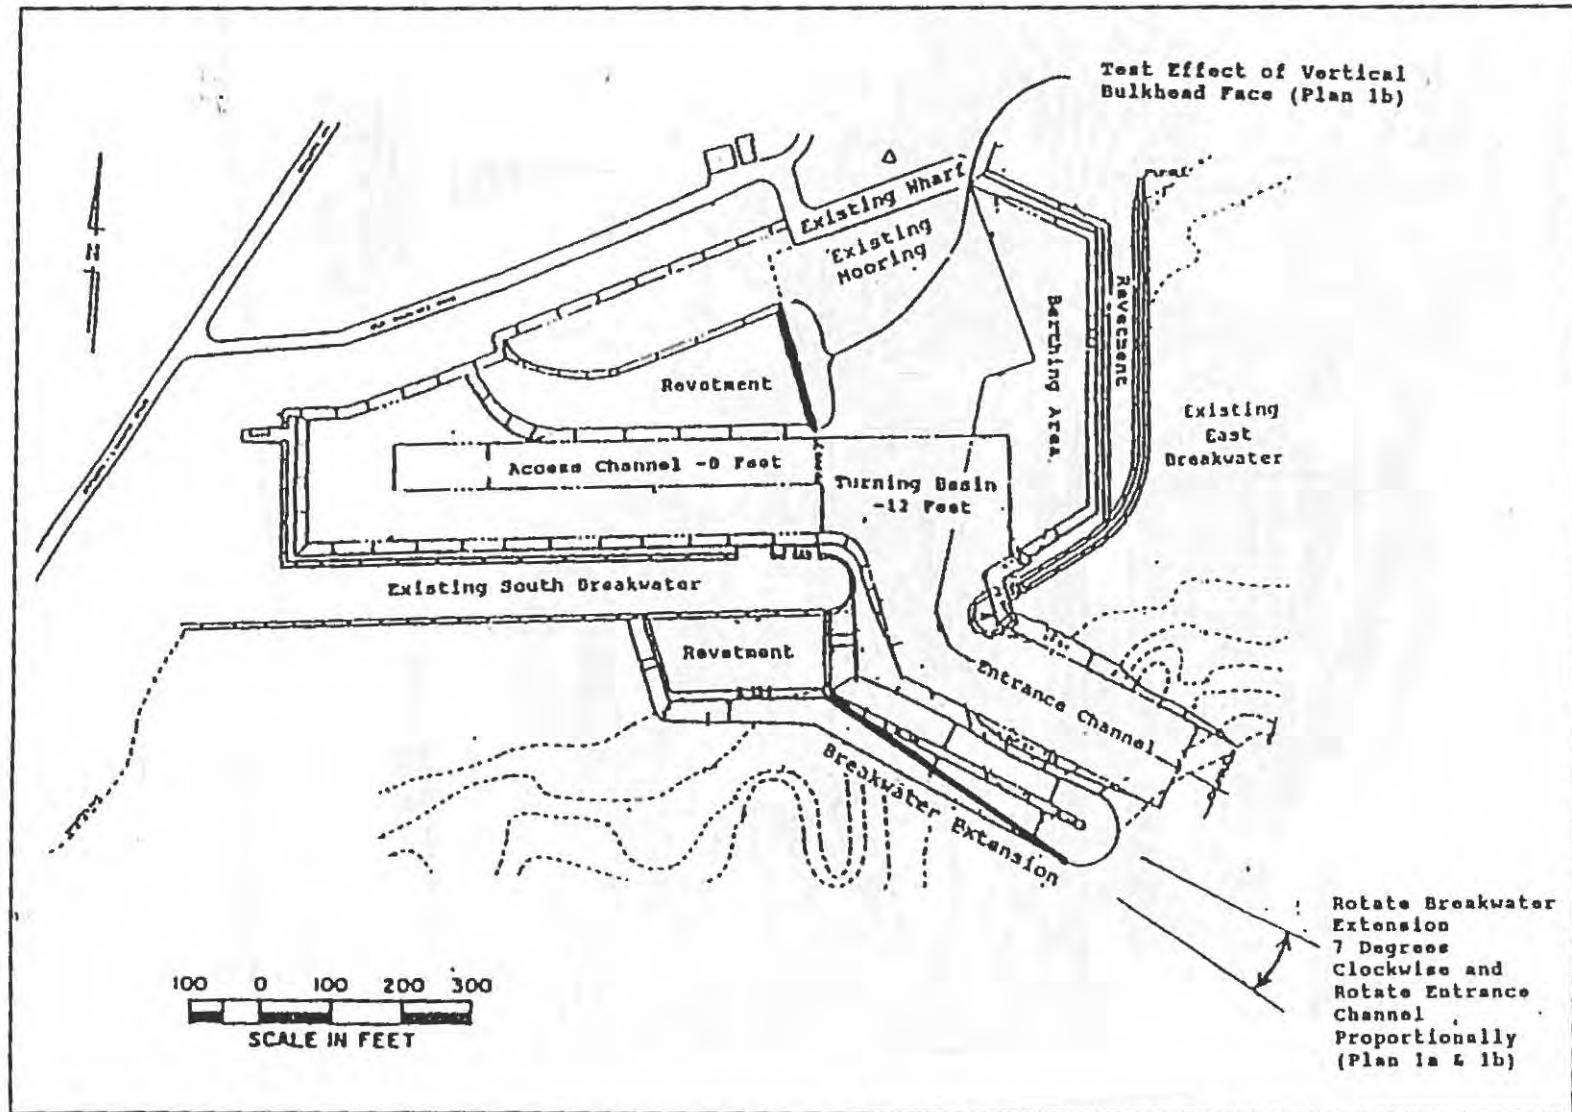 Test Effect of Vertical
Bulkhead Face (Plan 1b)
N
Existing Wharf
Existing
Mooring
Revetment
Berthing Area
Revetment
Existing
East
Breakwater
Access Channel -8 Feet
Turning Basin
-12 Feet
Existing South Breakwater
Revetment
Entrance Channel
Breakwater Extension
Rotate Breakwater
Extension
7 Degrees
Clockwise and
Rotate Entrance
Channel
Proportionally
(Plan 1a & 1b)
100 0 100 200 300
SCALE IN FEET